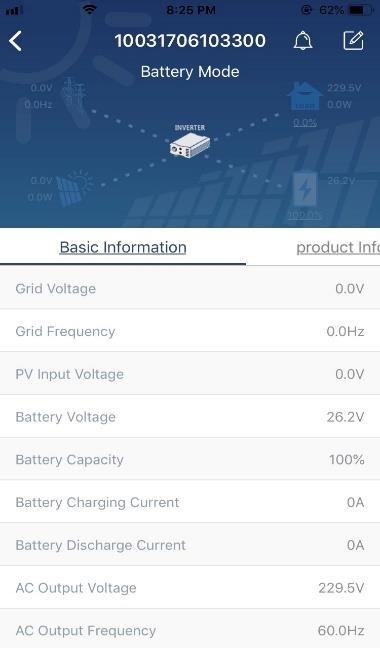 8:25 PM
62%
10031706103300
Battery Mode
0.0V
0.0Hz
229.5V
0.0W
LOAD
0.0%
INVERTER
0.0V
0.0W
26.2V
100.0%
Basic Information
product Info
Grid Voltage 0.0V
Grid Frequency 0.0Hz
PV Input Voltage 0.0V
Battery Voltage 26.2V
Battery Capacity 100%
Battery Charging Current 0A
Battery Discharge Current 0A
AC Output Voltage 229.5V
AC Output Frequency 60.0Hz